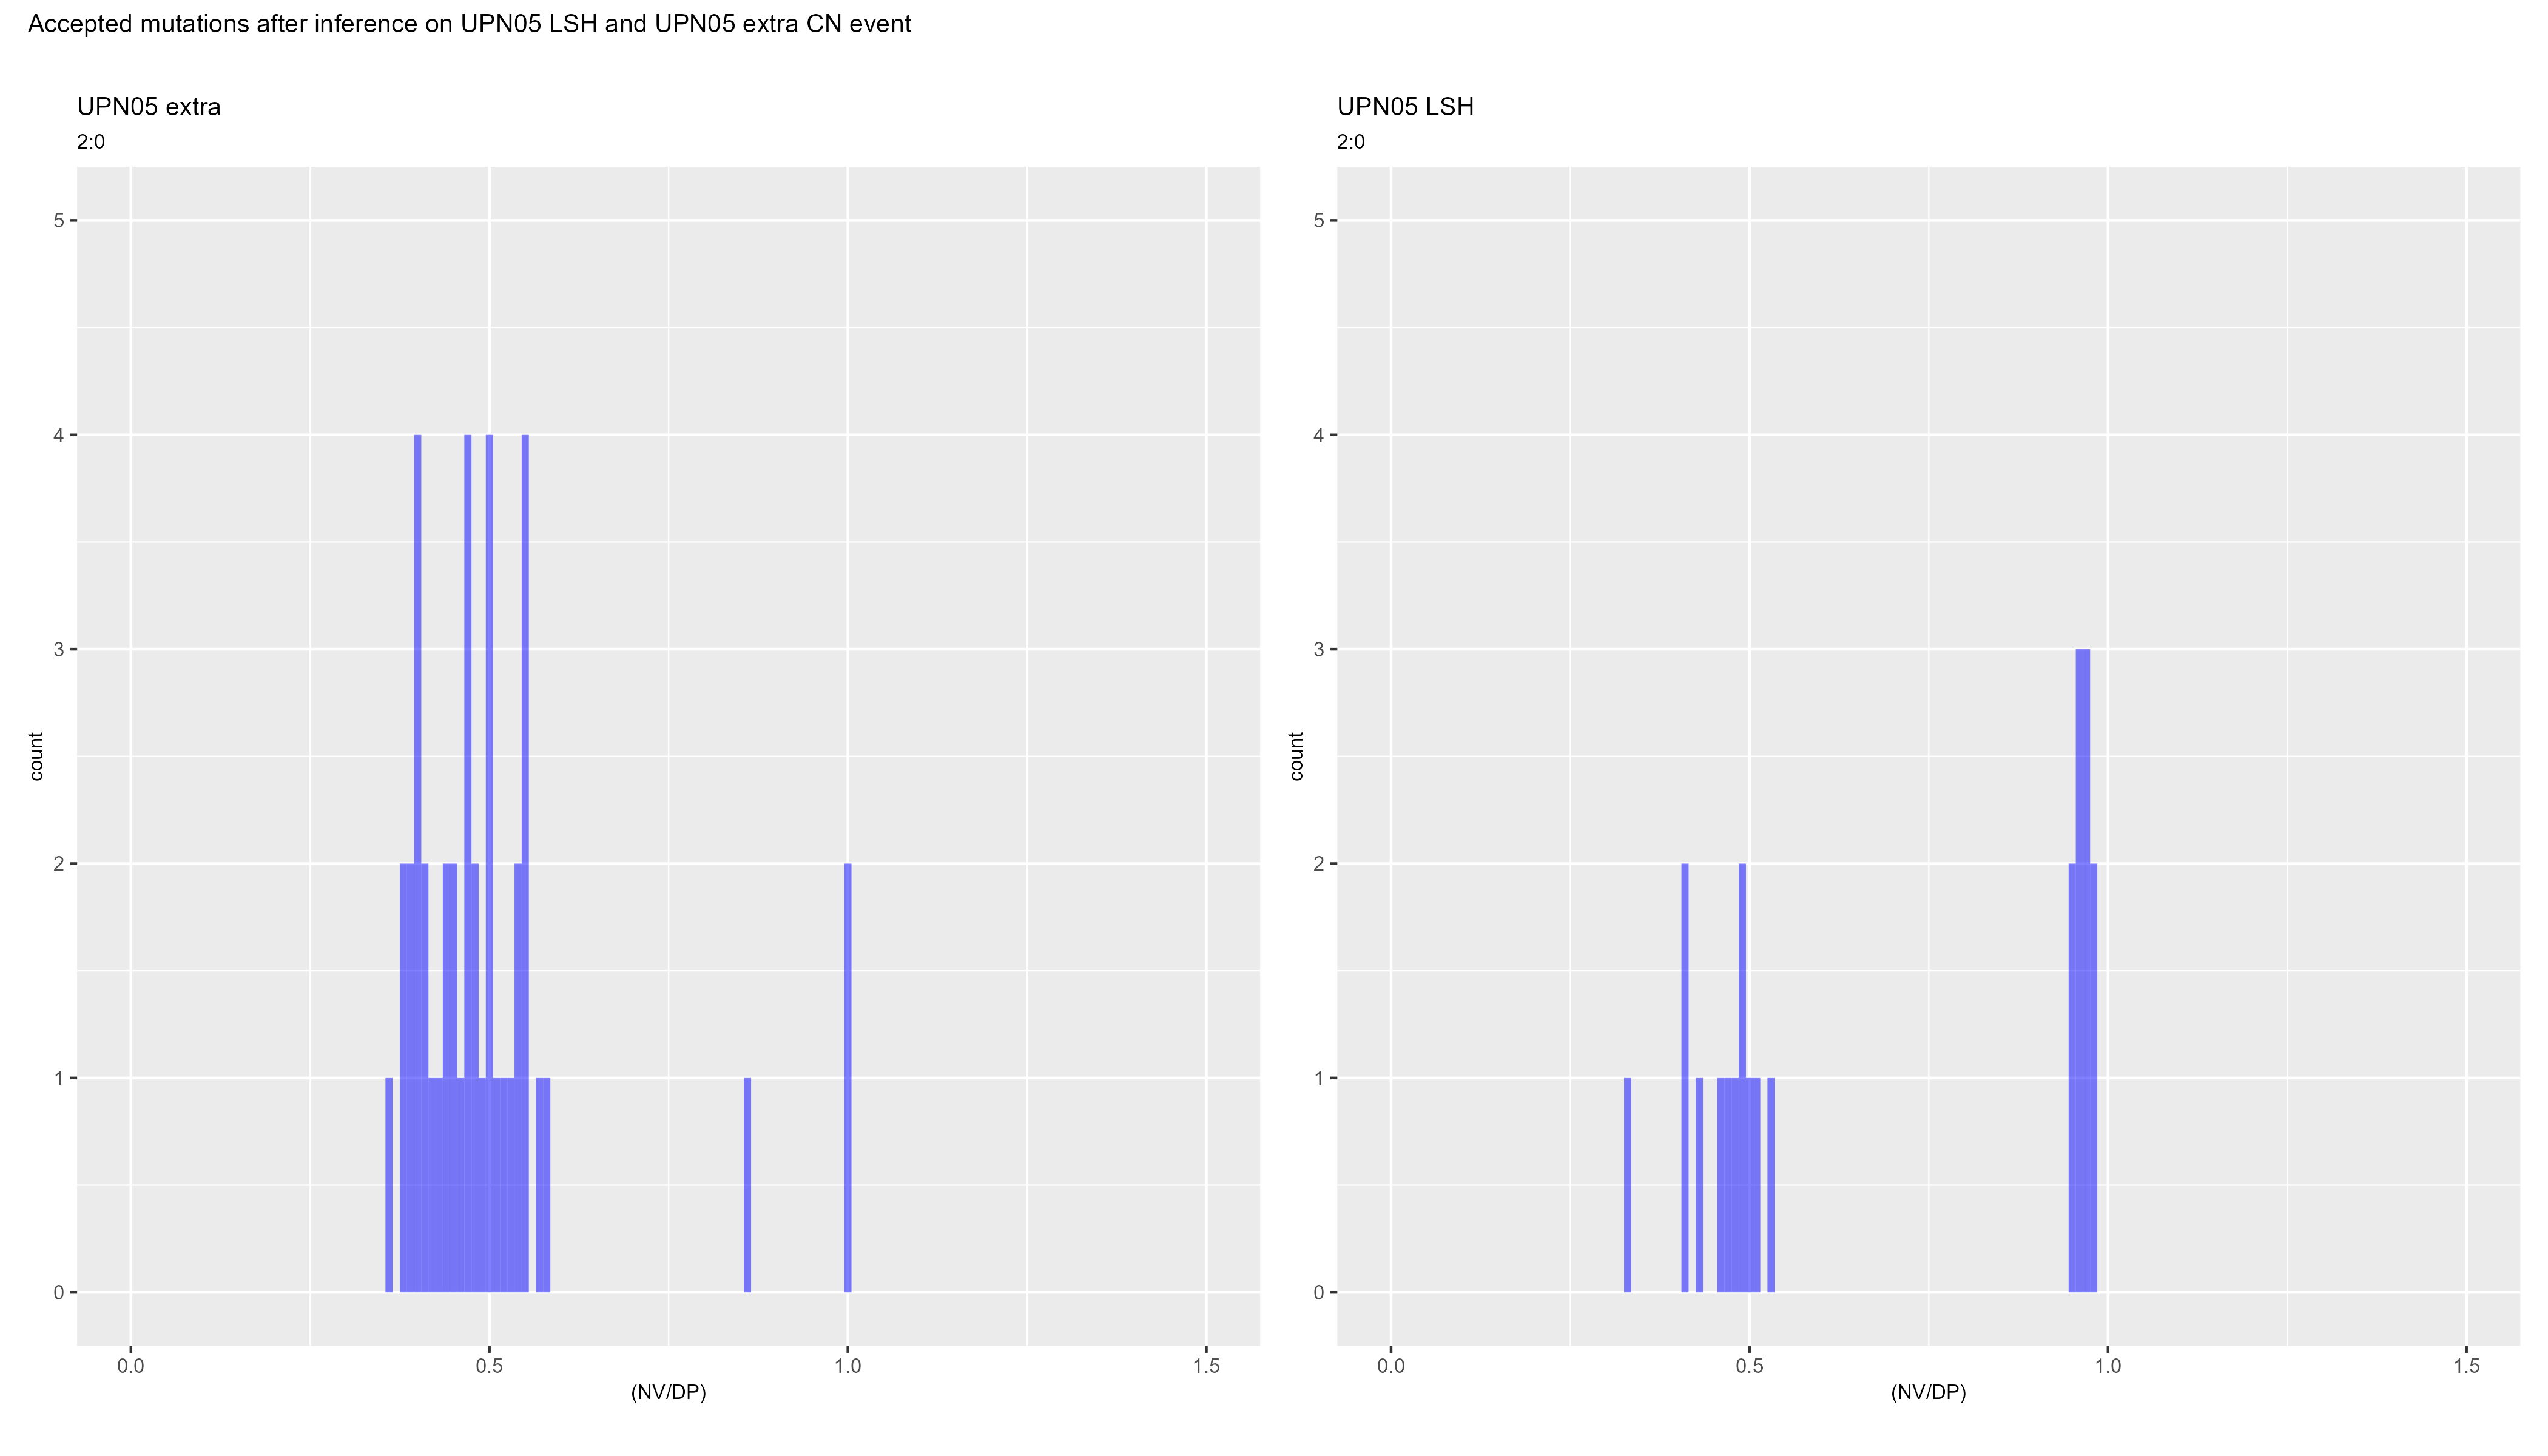 Accepted mutations after inference on UPN05 LSH and UPN05 extra CN event
UPN05 extra
2:0
5
4
3
2
1
0
count
0.0 0.5 1.0 1.5
(NV/DP)
UPN05 LSH
2:0
5
4
3
2
1
0
count
0.0 0.5 1.0 1.5
(NV/DP)